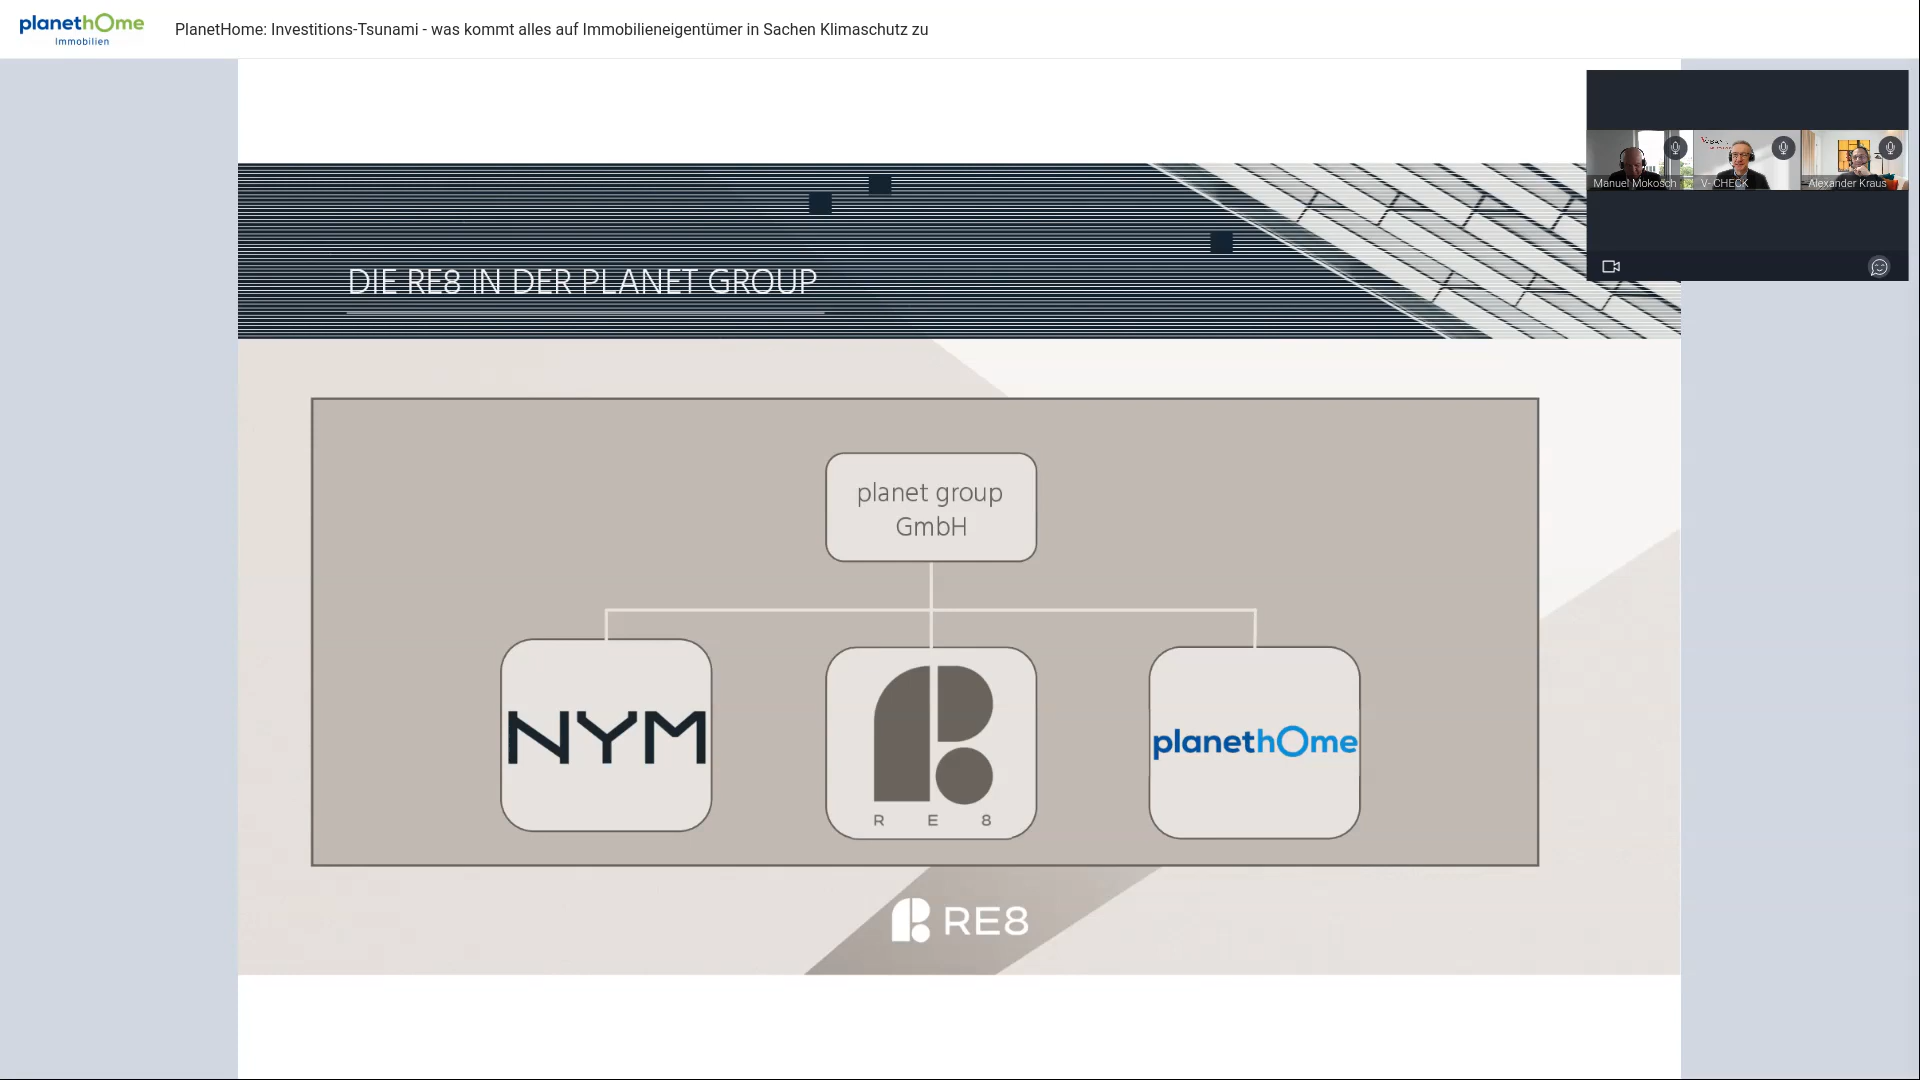 planethome
Immobilien
PlanetHome: Investitions-Tsunami - was kommt alles auf Immobilieneigentümer in Sachen Klimaschutz zu
Manuel Mokosch
V- CHECK
Alexander Kraus
DIE RE8 IN DER PLANET GROUP
planet group
GmbH
NYM
R E 8
planethome
RE8